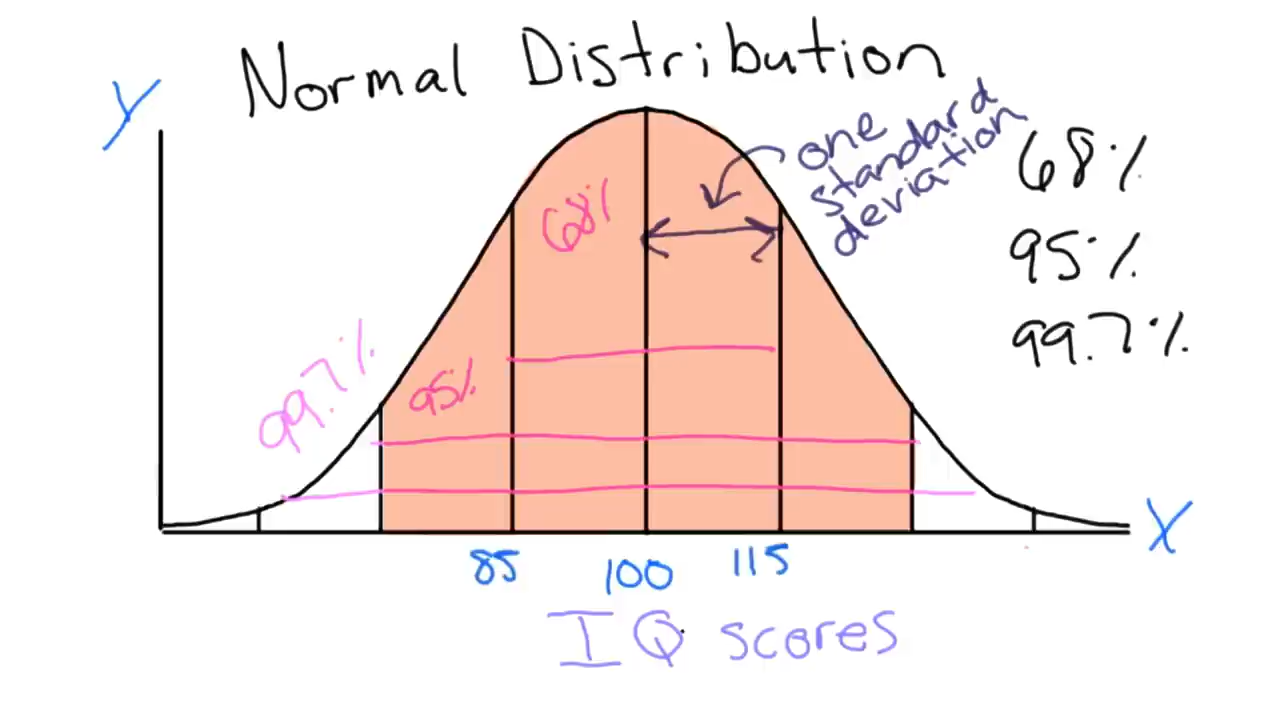 Normal Distribution
Y
one
standard
deviation
68%
95%
99.7%
68%
95%
99.7%
X
85 100 115
IQ scores